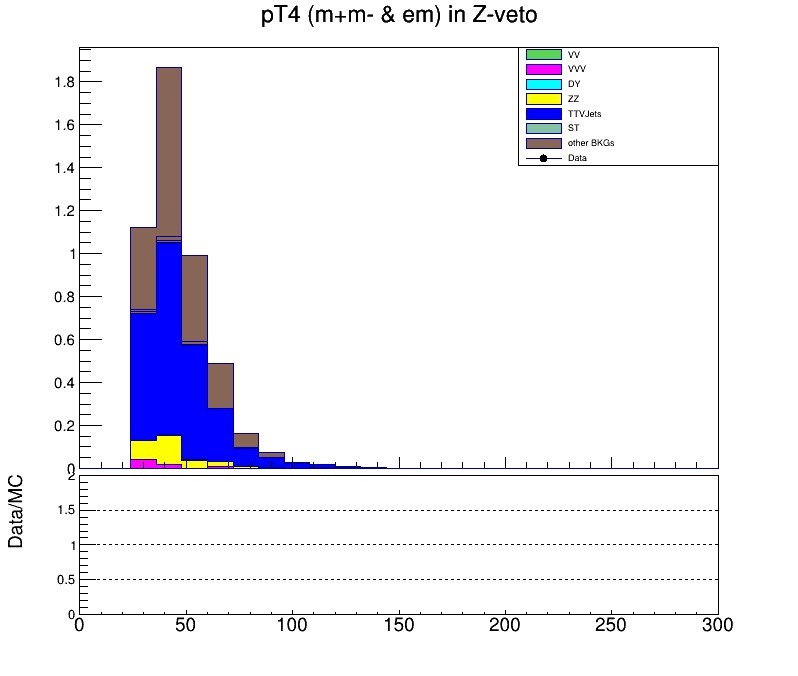 pT4 (m+m- & em) in Z-veto
VV
VVV
DY
ZZ
TTVJets
ST
other BKGs
Data
1.8
1.6
1.4
1.2
1
0.8
0.6
0.4
0.2
0
Data/MC
2
1.5
1
0.5
0
0 50 100 150 200 250 300